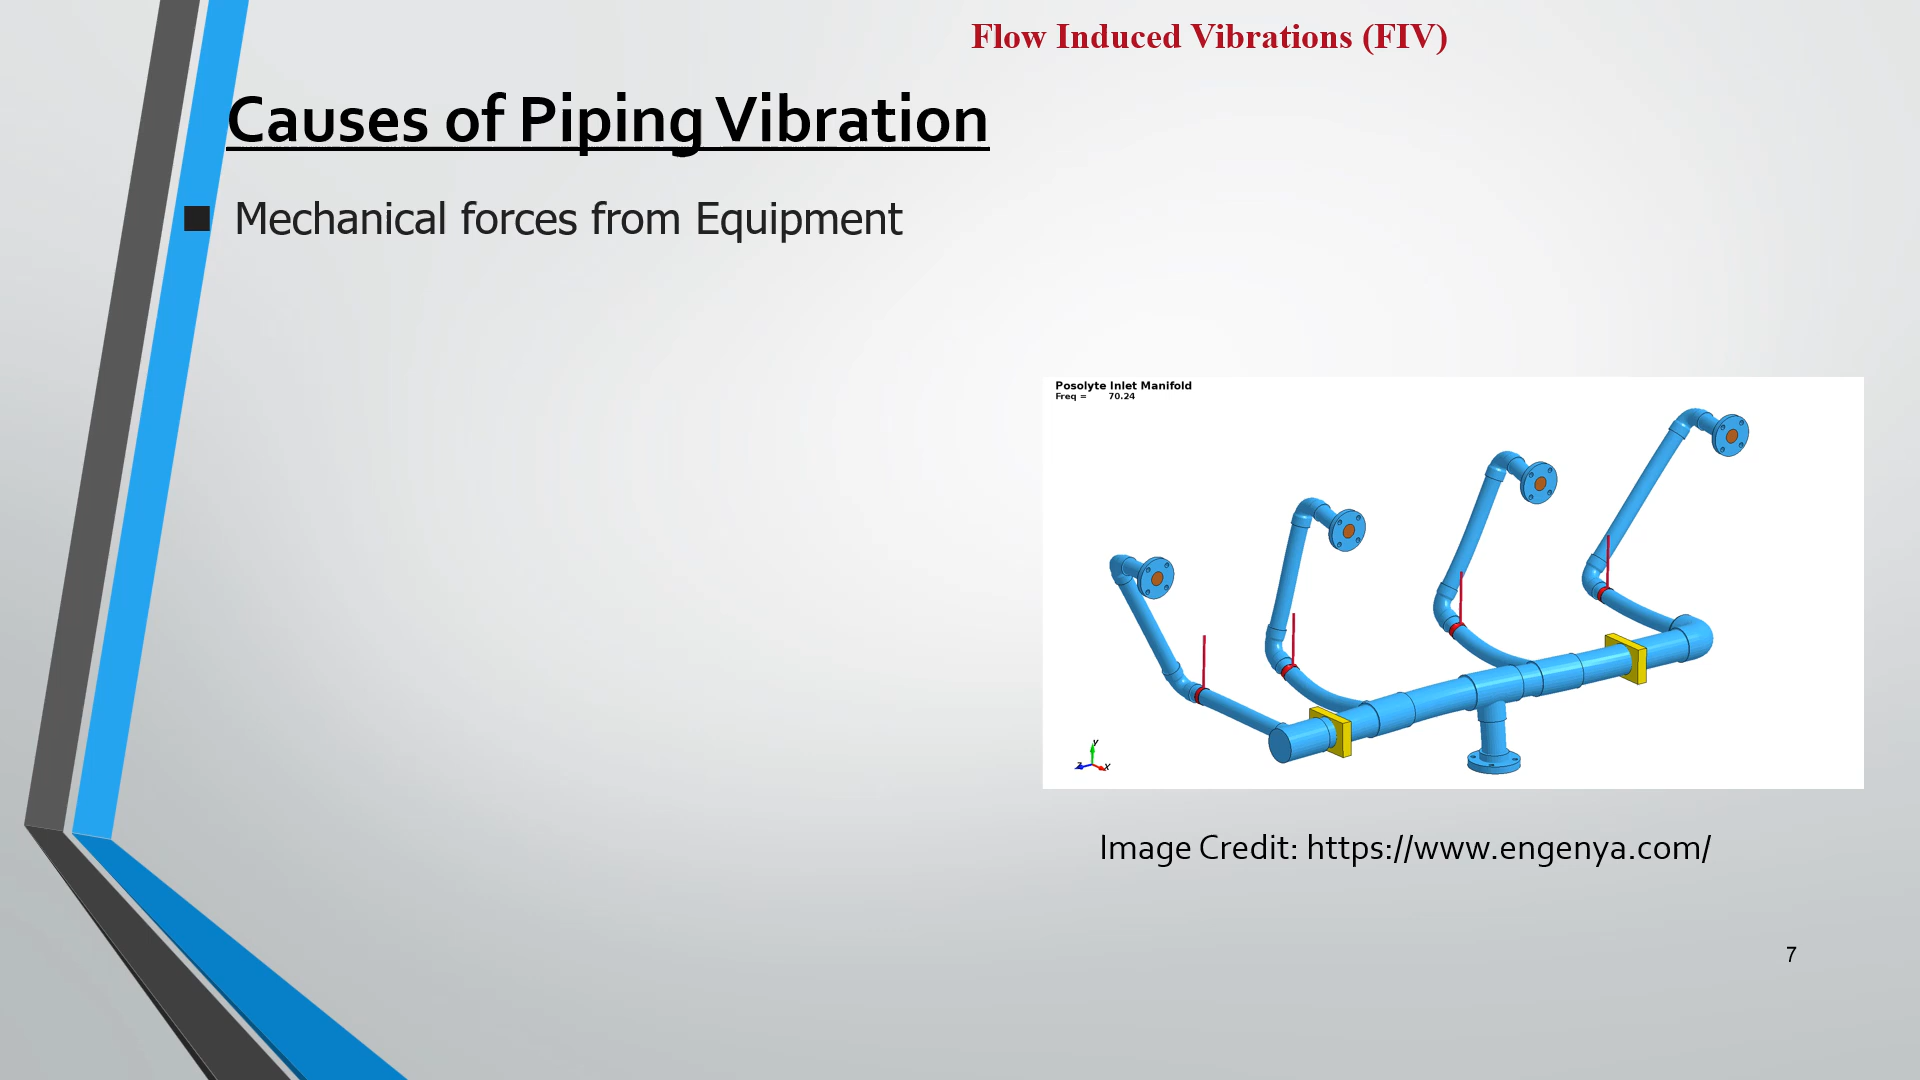 Flow Induced Vibrations (FIV)
Causes of Piping Vibration
Mechanical forces from Equipment
Posolyte Inlet Manifold
Freq = 70.24
y
z
x
Image Credit: https://www.engenya.com/
7